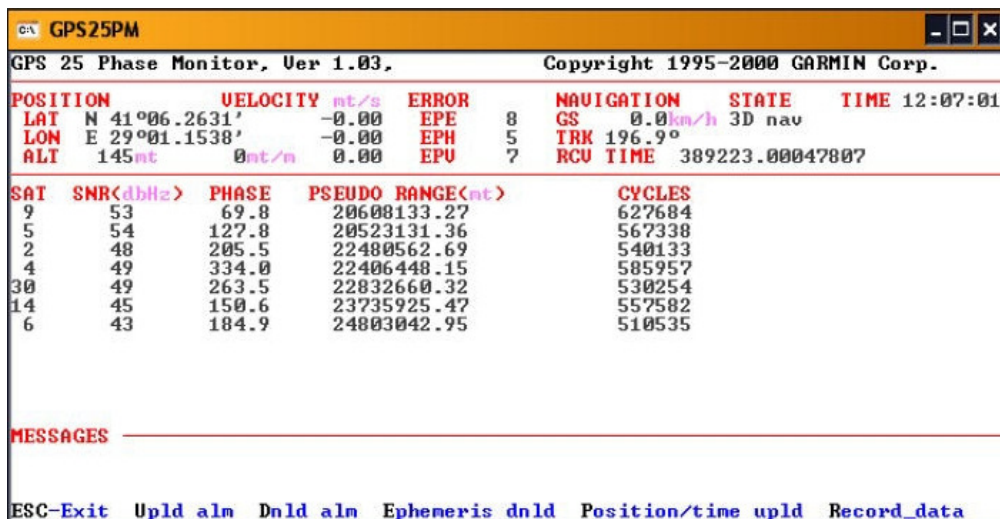 GPS25PM
GPS 25 Phase Monitor, Ver 1.03, Copyright 1995-2000 GARMIN Corp.
POSITION VELOCITY mt/s ERROR NAVIGATION STATE TIME 12:07:01
LAT N 41º06.2631' -0.00 EPE 8 GS 0.0km/h 3D nav
LON E 29º01.1538' -0.00 EPH 5 TRK 196.9º
ALT 145mt 0mt/m 0.00 EPV 7 RCV TIME 389223.00047807
SAT SNR(dbHz) PHASE PSEUDO RANGE(mt) CYCLES
9 53 69.8 20608133.27 627684
5 54 127.8 20523131.36 567338
2 48 205.5 22480562.69 540133
4 49 334.0 22406448.15 585957
30 49 263.5 22832660.32 530254
14 45 150.6 23735925.47 557582
6 43 184.9 24803042.95 510535
MESSAGES
ESC-Exit Upld alm Dnld alm Ephemeris dnld Position/time upld Record_data